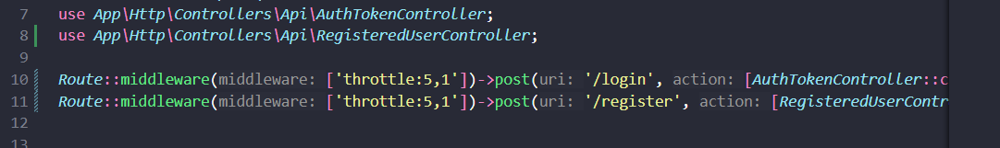 7 use App\Http\Controllers\Api\AuthTokenController;
8 use App\Http\Controllers\Api\RegisteredUserController;
9
10 Route::middleware(middleware: ['throttle:5,1'])->post(uri: '/login', action: [AuthTokenController::c
11 Route::middleware(middleware: ['throttle:5,1'])->post(uri: '/register', action: [RegisteredUserContr
12
13